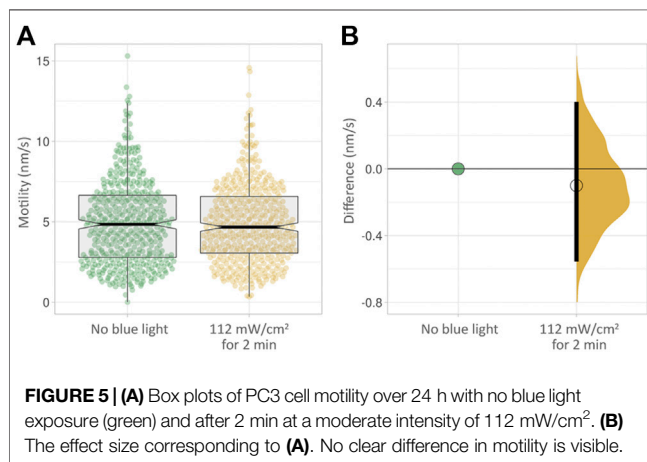 A
B
Motility (nm/s)
15
10
5
0
No blue light
112 mW/cm²
for 2 min
Difference (nm/s)
0.4
0.0
-0.4
-0.8
No blue light
112 mW/cm²
for 2 min
FIGURE 5 | (A) Box plots of PC3 cell motility over 24 h with no blue light
exposure (green) and after 2 min at a moderate intensity of 112 mW/cm². (B)
The effect size corresponding to (A). No clear difference in motility is visible.